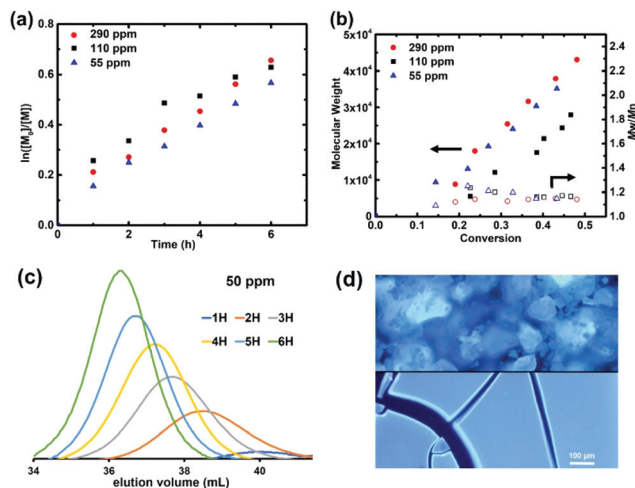 (a)
290 ppm
110 ppm
55 ppm
ln([M₀]/[M])
0.8
0.6
0.4
0.2
0.0
0 2 4 6
Time (h)
(b)
290 ppm
110 ppm
55 ppm
Molecular Weight
5x10⁴
4x10⁴
3x10⁴
2x10⁴
1x10⁴
0
0.0 0.1 0.2 0.3 0.4 0.5
Conversion
2.4
2.2
2.0
1.8
1.6
1.4
1.2
1.0
Mw/Mn
(c)
50 ppm
1H 2H 3H
4H 5H 6H
34 36 38 40
elution volume (mL)
(d)
100 µm